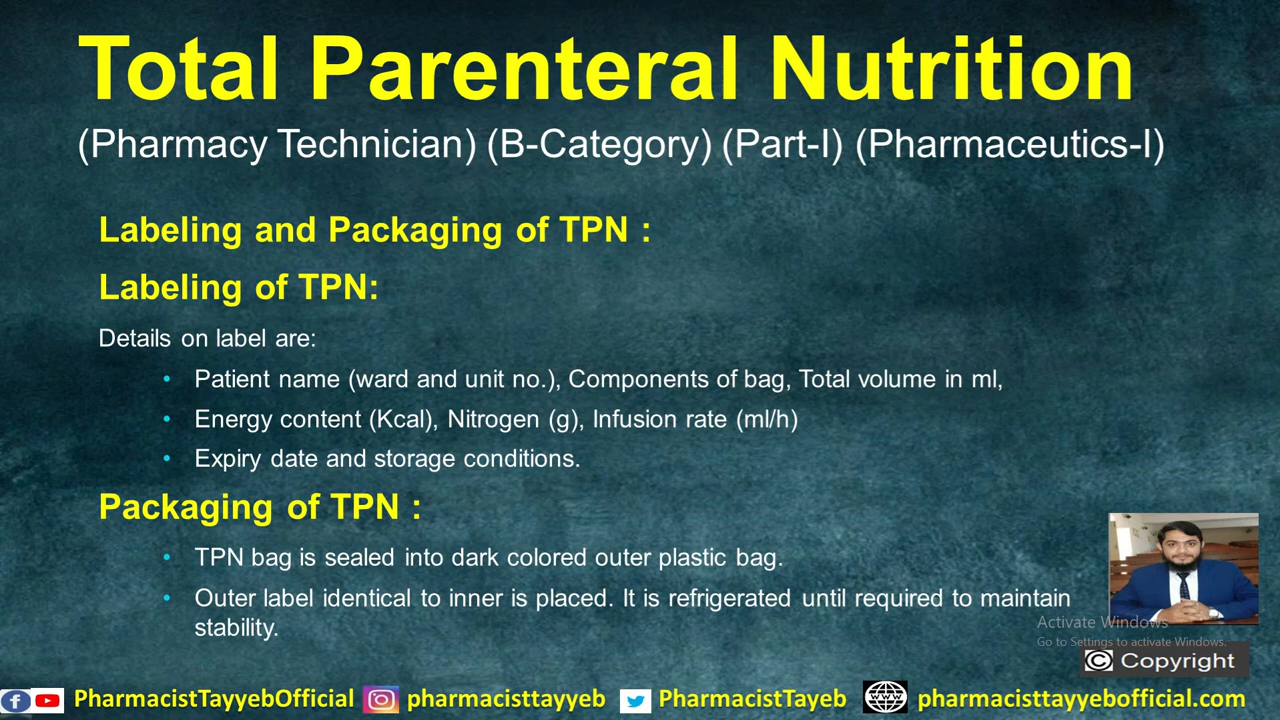 Total Parenteral Nutrition
(Pharmacy Technician) (B-Category) (Part-I) (Pharmaceutics-I)
Labeling and Packaging of TPN :
Labeling of TPN:
Details on label are:
• Patient name (ward and unit no.), Components of bag, Total volume in ml,
• Energy content (Kcal), Nitrogen (g), Infusion rate (ml/h)
• Expiry date and storage conditions.
Packaging of TPN :
• TPN bag is sealed into dark colored outer plastic bag.
• Outer label identical to inner is placed. It is refrigerated until required to maintain
stability.
Activate Windows
Go to Settings to activate Windows.
© Copyright
PharmacistTayyebOfficial pharmacisttayyeb PharmacistTayeb WWW pharmacisttayyebofficial.com